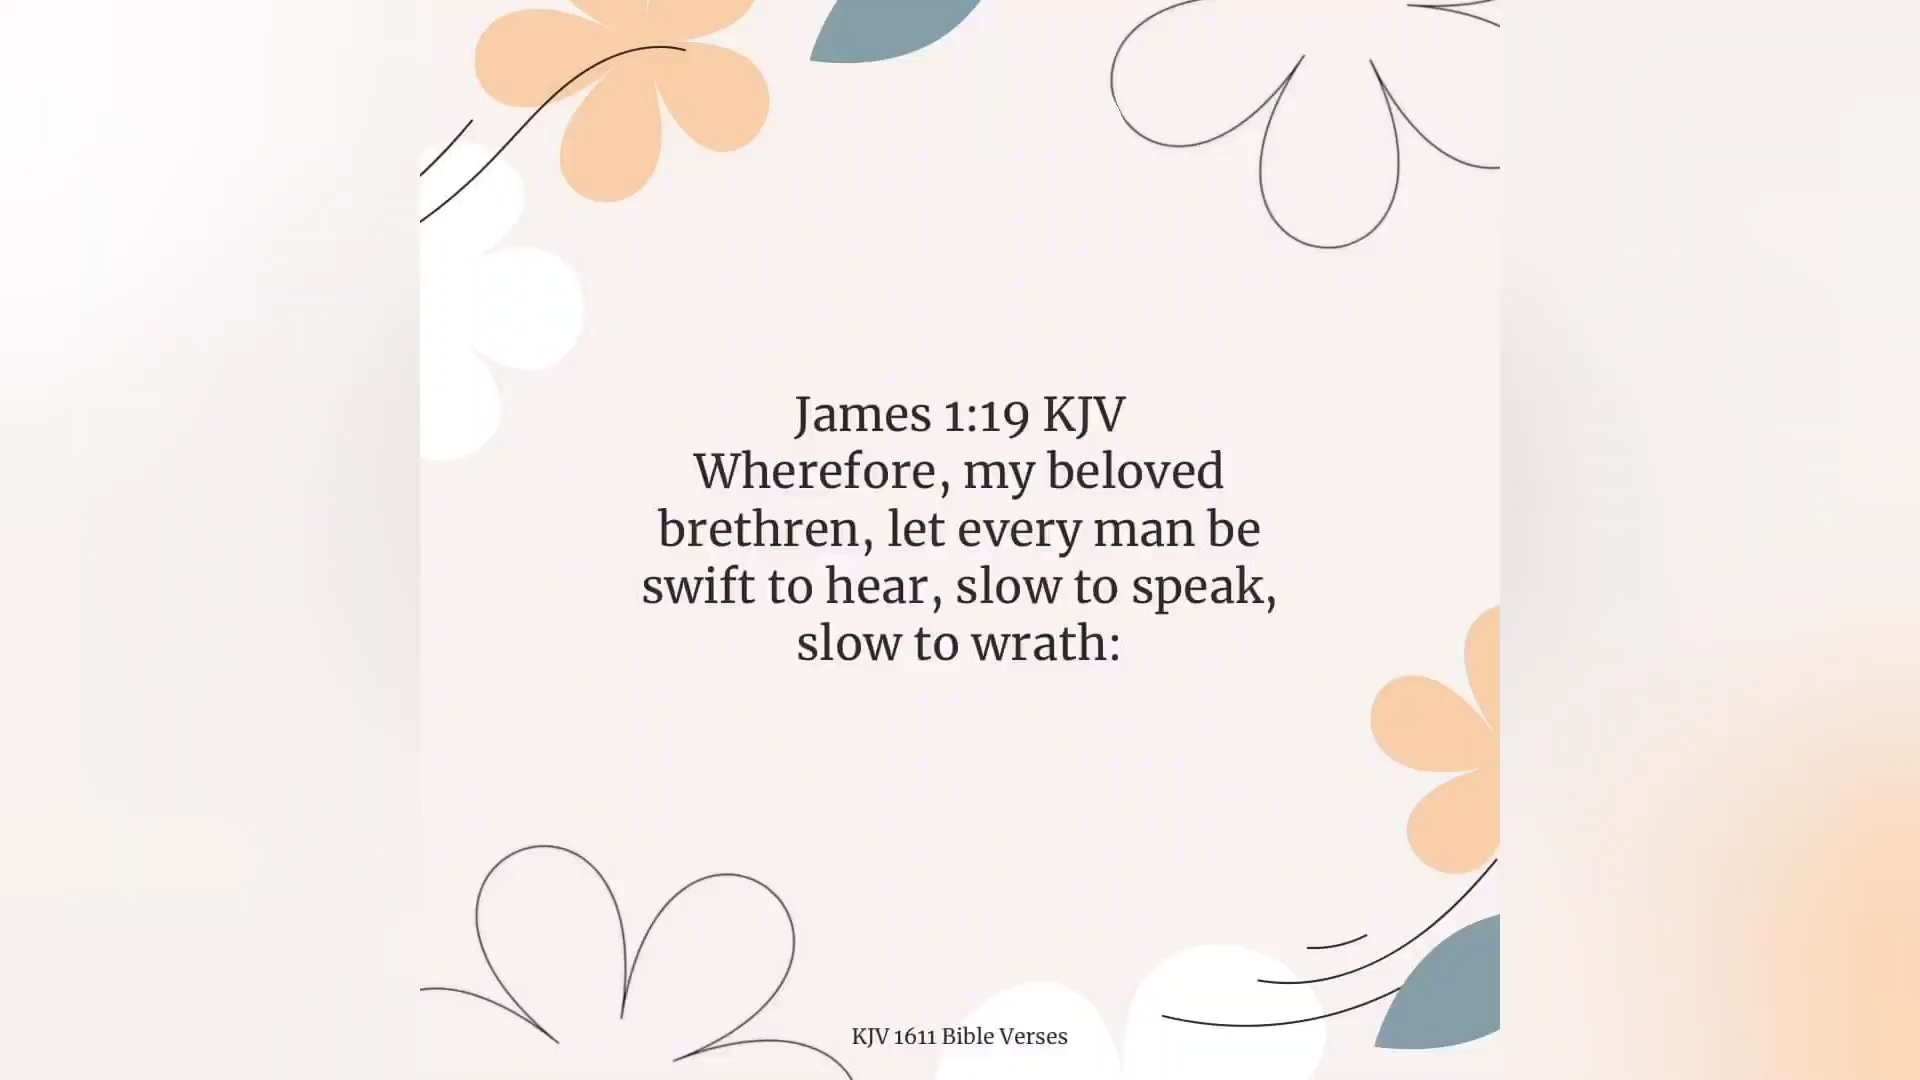 James 1:19 KJV
Wherefore, my beloved
brethren, let every man be
swift to hear, slow to speak,
slow to wrath:
KJV 1611 Bible Verses